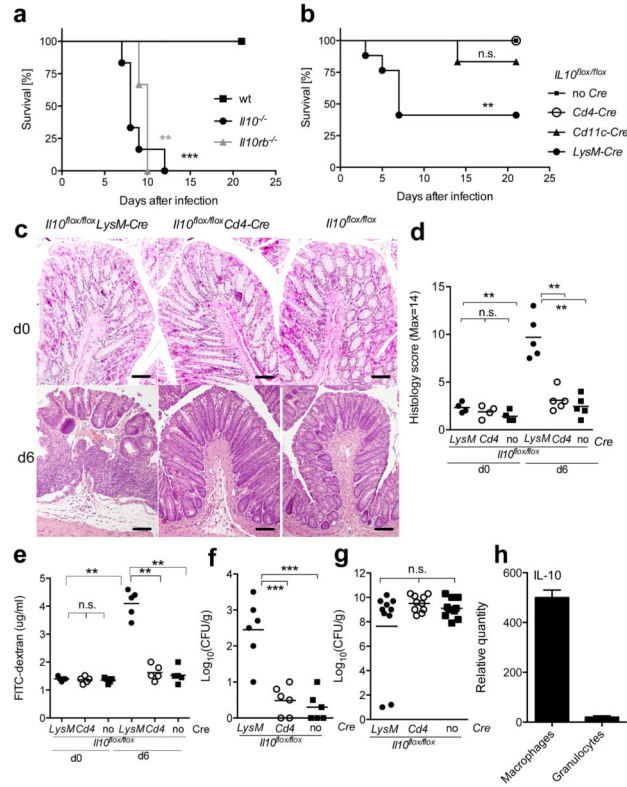 a
Survival [%]
100
75
50
25
0
0 5 10 15 20 25
Days after infection
wt
Il10-/-
Il10rb-/-
**
***
b
Survival [%]
100
75
50
25
0
0 5 10 15 20 25
Days after infection
n.s.
**
IL10flox/flox
no Cre
Cd4-Cre
Cd11c-Cre
LysM-Cre
c
Il10flox/flox LysM-Cre Il10flox/flox Cd4-Cre Il10flox/flox
d0
d6
d
Histology score (Max=14)
15
10
5
0
**
n.s.
**
**
LysM Cd4 no LysM Cd4 no Cre
Il10flox/flox
d0 d6
e
FITC-dextran (ug/ml)
6
5
4
3
2
1
0
**
n.s.
**
**
LysM Cd4 no LysM Cd4 no Cre
Il10flox/flox
d0 d6
f
Log10(CFU/g)
4
3
2
1
0
***
***
LysM Cd4 no Cre
Il10flox/flox
g
Log10(CFU/g)
12
10
8
6
4
2
0
n.s.
LysM Cd4 no Cre
Il10flox/flox
h
Relative quantity
600
400
200
0
IL-10
Macrophages
Granulocytes